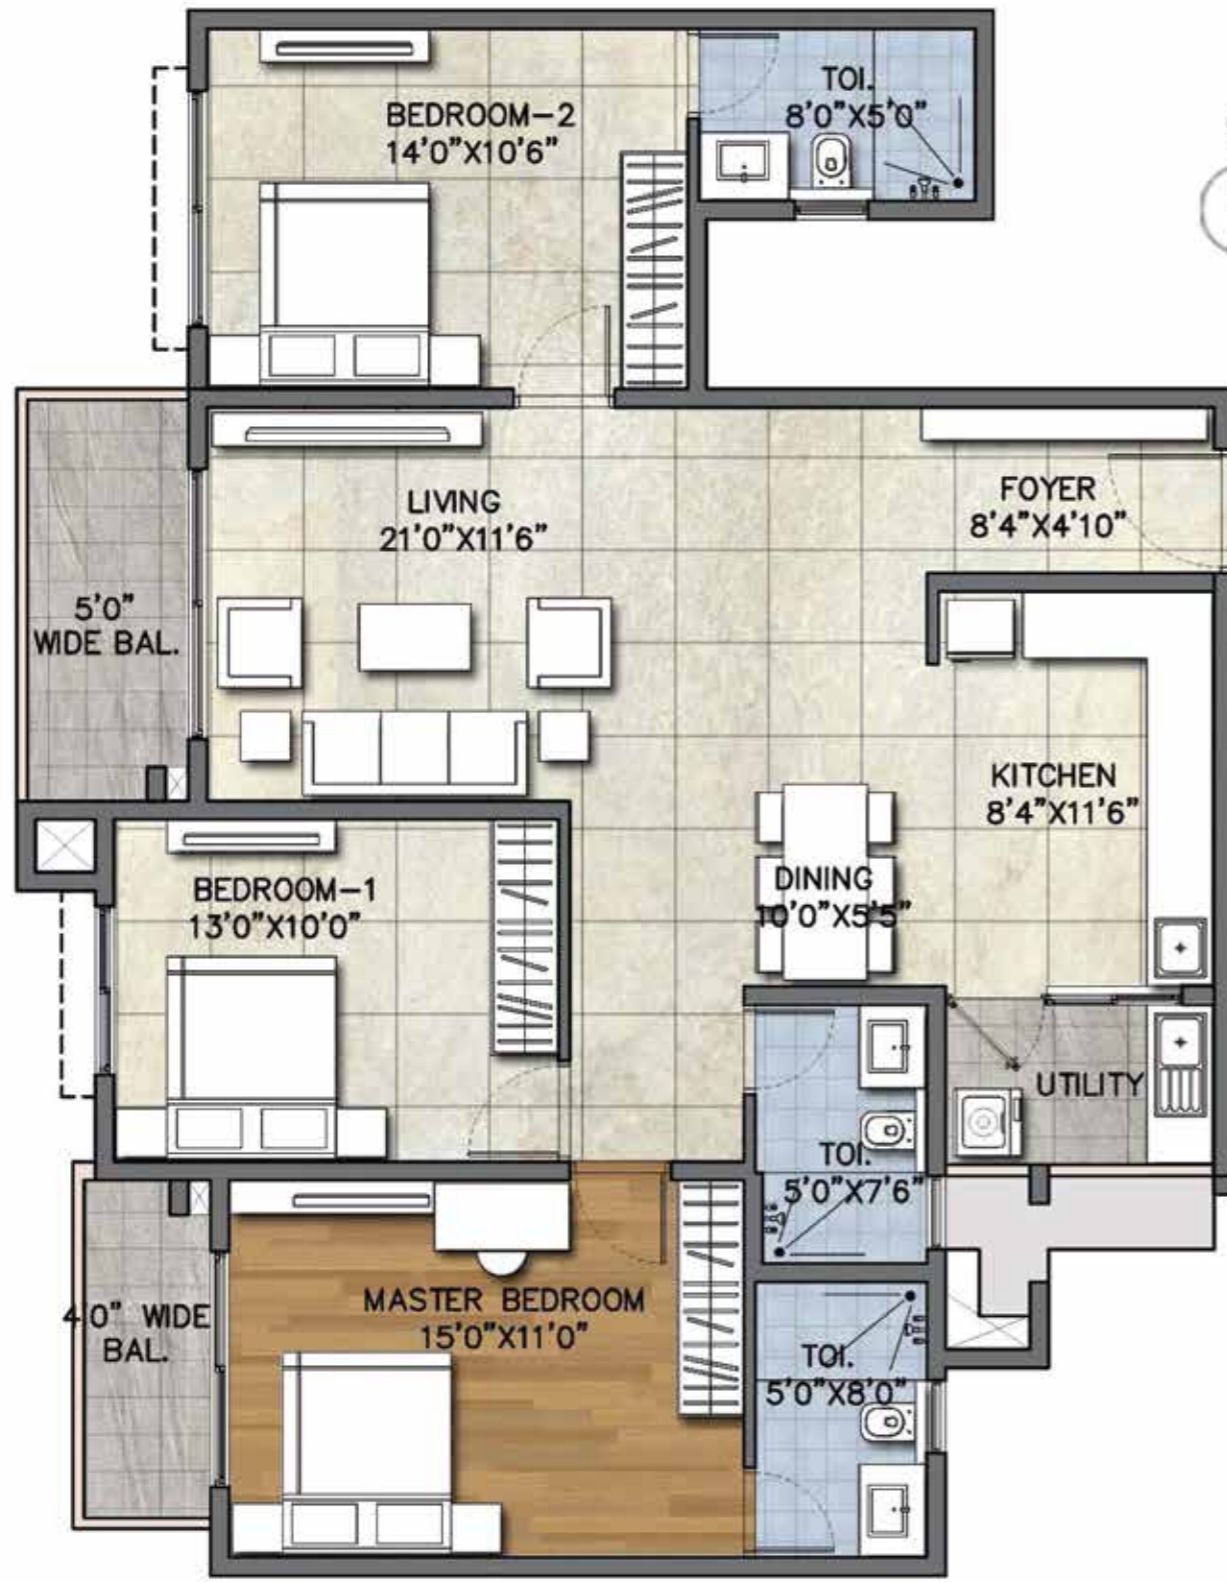 TOI.
8'0"X5'0"
BEDROOM-2
14'0"X10'6"
LIVING
21'0"X11'6"
FOYER
8'4"X4'10"
5'0"
WIDE BAL.
KITCHEN
8'4"X11'6"
DINING
10'0"X5'5"
BEDROOM-1
13'0"X10'0"
UTILITY
TOI.
5'0"X7'6"
MASTER BEDROOM
15'0"X11'0"
4'0" WIDE
BAL.
TOI.
5'0"X8'0"